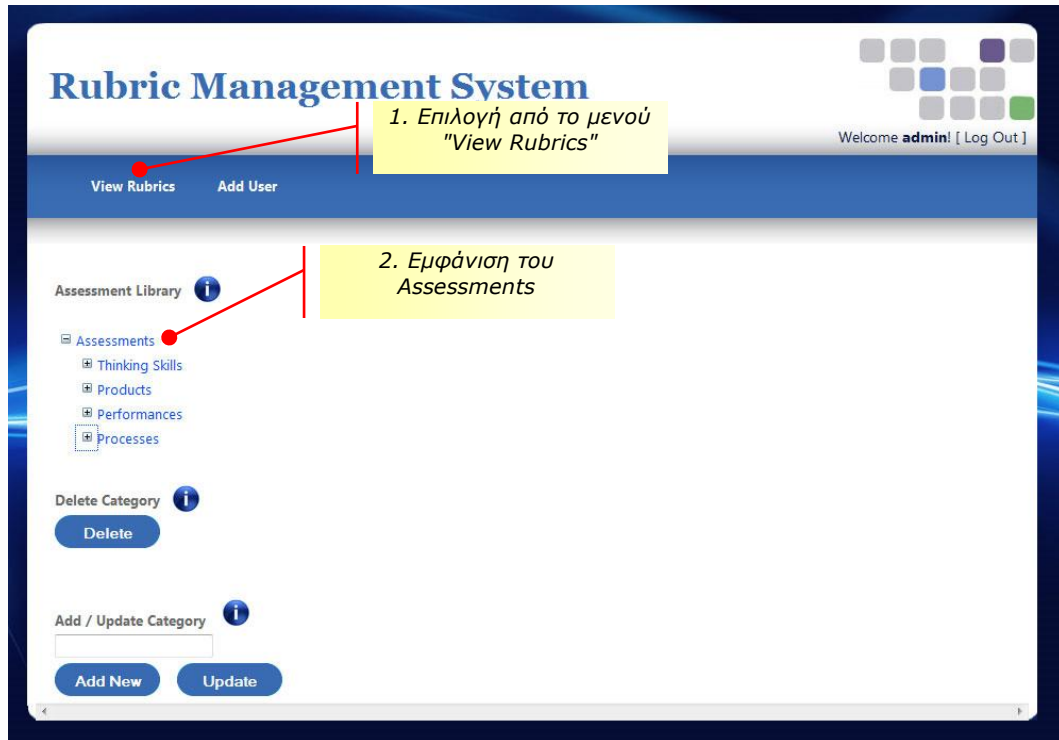 Rubric Management System
1. Επιλογή από το μενού
"View Rubrics"
Welcome admin! [ Log Out ]
View Rubrics Add User
2. Εμφάνιση του
Assessments
Assessment Library
Assessments
Thinking Skills
Products
Performances
Processes
Delete Category
Delete
Add / Update Category
Add New Update